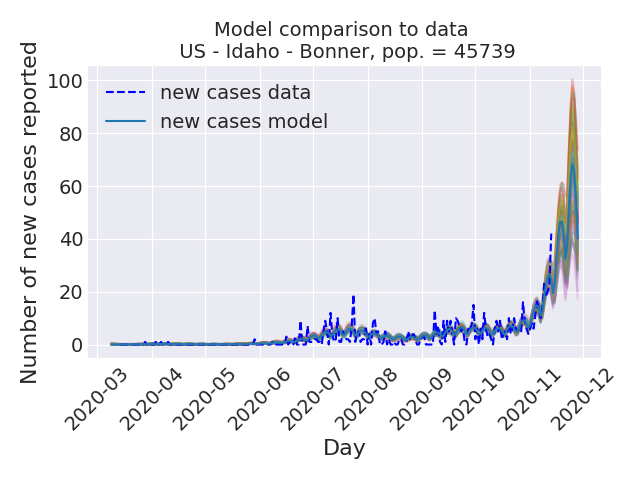 Model comparison to data
US - Idaho - Bonner, pop. = 45739
Number of new cases reported
100
80
60
40
20
0
new cases data
new cases model
2020-03
2020-04
2020-05
2020-06
2020-07
2020-08
2020-09
2020-10
2020-11
2020-12
Day